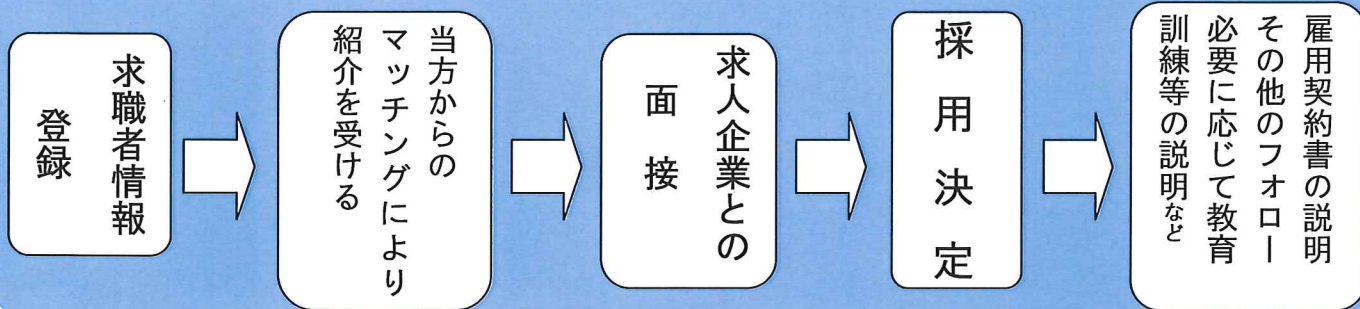 求職者情報
登録
当方からの
マッチングにより
紹介を受ける
求人企業との
面接
採用決定
雇用契約書の説明
その他のフォロー
必要に応じて教育
訓練等の説明など